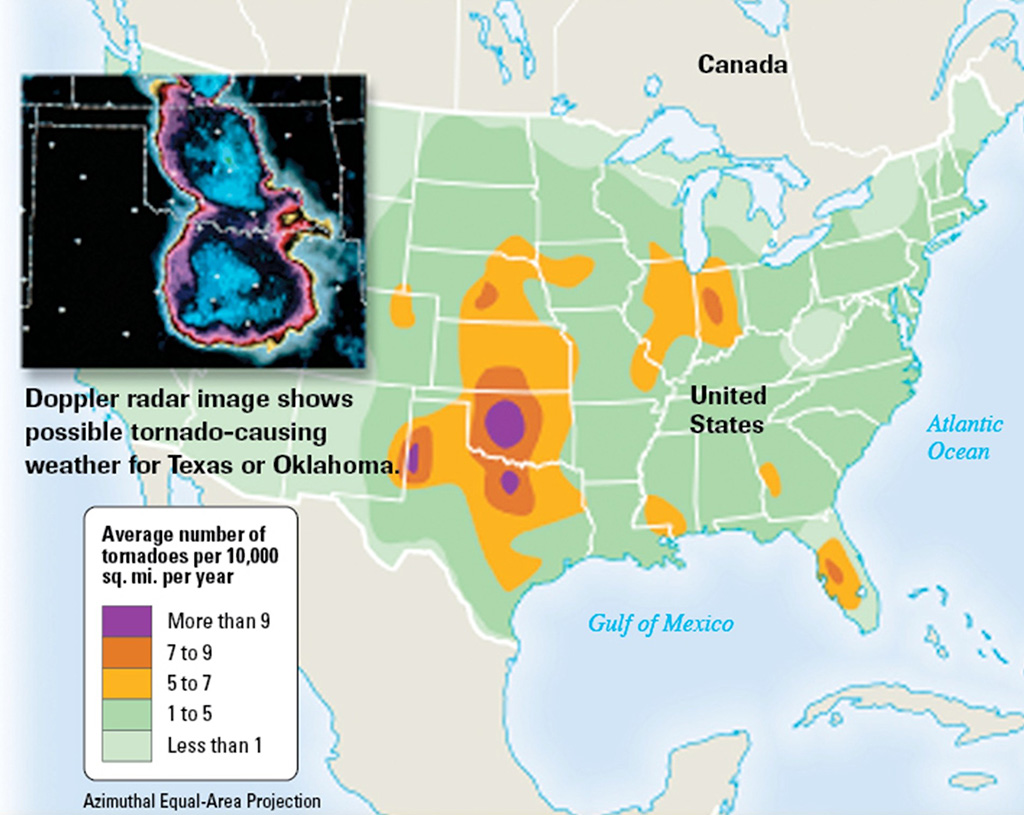 Canada
Doppler radar image shows
possible tornado-causing
weather for Texas or Oklahoma.
United
States
Atlantic
Ocean
Average number of
tornadoes per 10,000
sq. mi. per year
More than 9
7 to 9
5 to 7
1 to 5
Less than 1
Gulf of Mexico
Azimuthal Equal-Area Projection